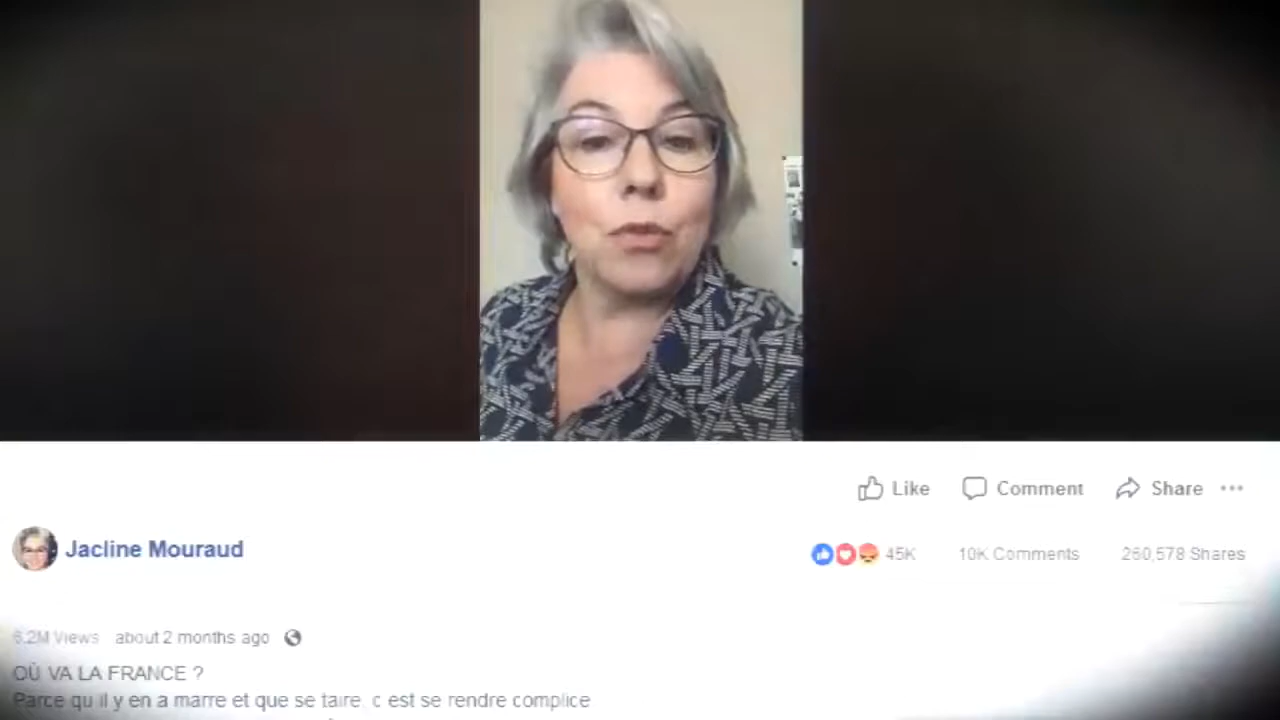 Like Comment Share
Jacline Mouraud
45K 10K Comments 260,578 Shares
6.2M Views about 2 months ago
OÙ VA LA FRANCE ?
Parce qu il y en a marre et que se taire, c est se rendre complice